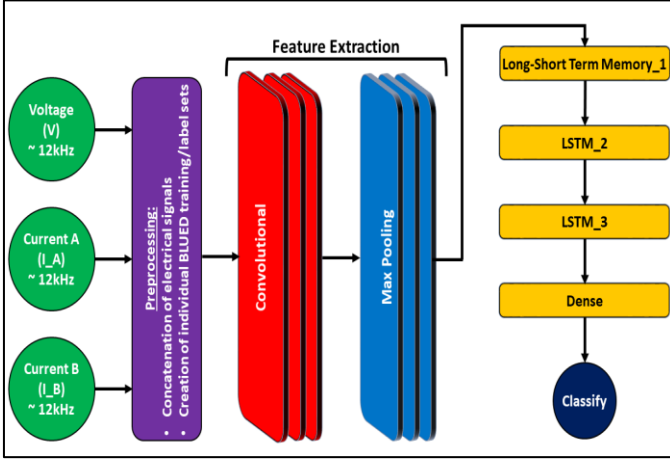 Feature Extraction
Voltage
(V)
~ 12kHz
Current A
(I_A)
~ 12kHz
Current B
(I_B)
~ 12kHz
Preprocessing:
• Concatenation of electrical signals
• Creation of individual BLUED training/label sets
Convolutional
Max Pooling
Long-Short Term Memory_1
LSTM_2
LSTM_3
Dense
Classify